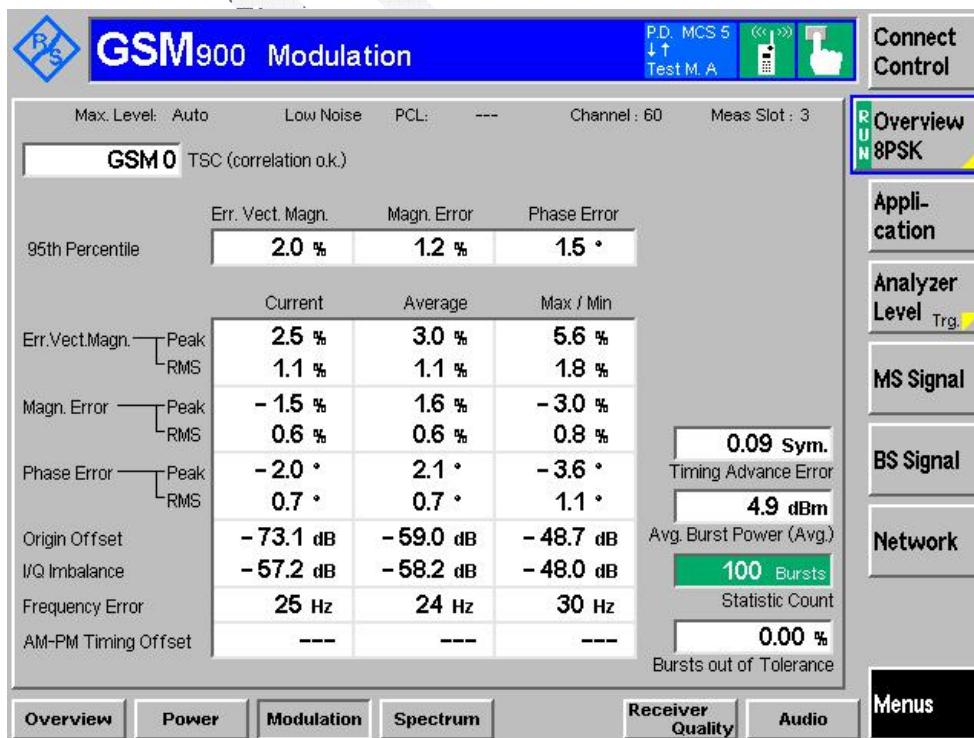 R/S
GSM900 Modulation
P.D. MCS 5
↓↑
Test M. A
Connect
Control
Max. Level: Auto Low Noise PCL: --- Channel : 60 Meas Slot : 3
RUN
Overview
8PSK
GSM 0 TSC (correlation o.k.)
Appli-
cation
Err. Vect. Magn. Magn. Error Phase Error
95th Percentile 2.0 % 1.2 % 1.5 °
Analyzer
Level Trg.
Current Average Max / Min
Err.Vect.Magn. Peak 2.5 % 3.0 % 5.6 %
RMS 1.1 % 1.1 % 1.8 %
MS Signal
Magn. Error Peak – 1.5 % 1.6 % – 3.0 %
RMS 0.6 % 0.6 % 0.8 %
0.09 Sym.
Timing Advance Error
BS Signal
Phase Error Peak – 2.0 ° 2.1 ° – 3.6 °
RMS 0.7 ° 0.7 ° 1.1 °
4.9 dBm
Avg. Burst Power (Avg.)
Origin Offset – 73.1 dB – 59.0 dB – 48.7 dB
Network
I/Q Imbalance – 57.2 dB – 58.2 dB – 48.0 dB
100 Bursts
Statistic Count
Frequency Error 25 Hz 24 Hz 30 Hz
AM-PM Timing Offset --- --- ---
0.00 %
Bursts out of Tolerance
Menus
Overview Power Modulation Spectrum Receiver Quality Audio